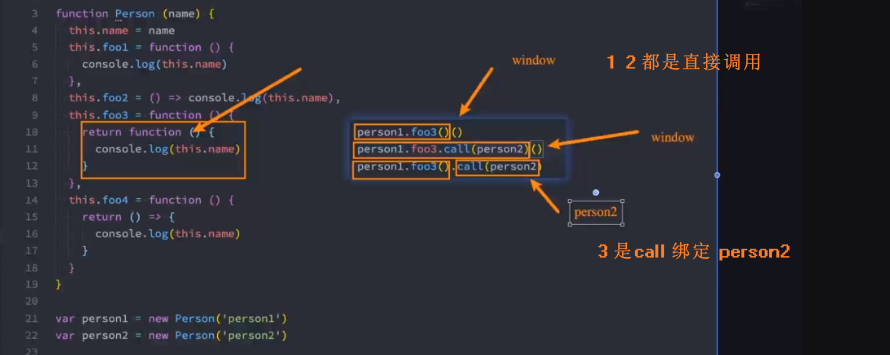 3 function Person (name) {
4 this.name = name
5 this.foo1 = function () {
6 console.log(this.name)
7 },
8 this.foo2 = () => console.log(this.name),
9 this.foo3 = function () {
10 return function () {
11 console.log(this.name)
12 }
13 },
14 this.foo4 = function () {
15 return () => {
16 console.log(this.name)
17 }
18 }
19 }
20
21 var person1 = new Person('person1')
22 var person2 = new Person('person2')
23
window
1 2都是直接调用
person1.foo3()()
person1.foo3.call(person2)()
person1.foo3().call(person2)
window
person2
3是call 绑定 person2